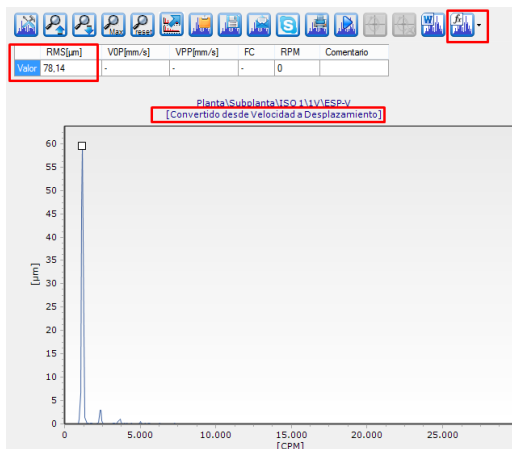 Max reset W f
RMS[µm] V0P[mm/s] VPP[mm/s] FC RPM Comentario
Valor 78,14 - - - 0
Planta\Subplanta\ISO 1\1V\ESP-V
[Convertido desde Velocidad a Desplazamiento]
60
55
50
45
40
35
30
25
20
15
10
5
0
[µm]
0 5.000 10.000 15.000 20.000 25.000
[CPM]